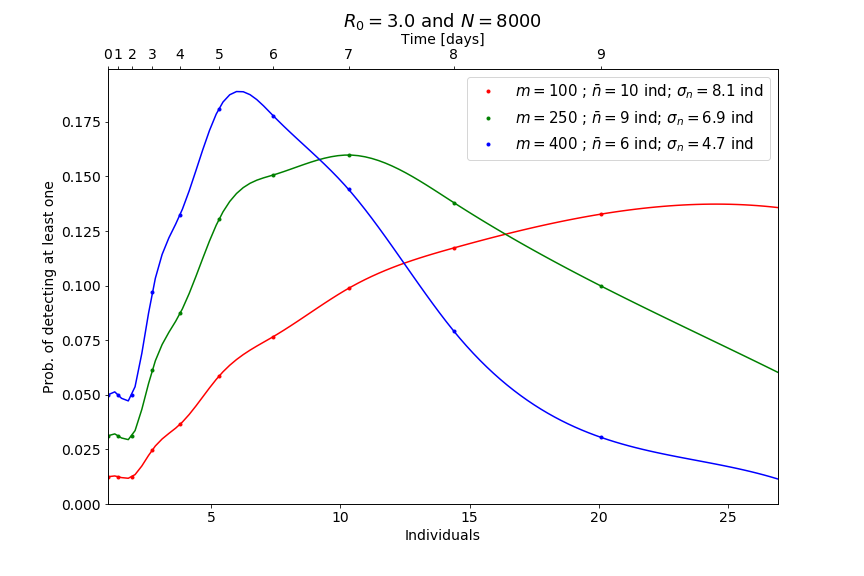 R₀ = 3.0 and N = 8000
Time [days]
0 1 2 3 4 5 6 7 8 9
m = 100 ; n̄ = 10 ind; σₙ = 8.1 ind
m = 250 ; n̄ = 9 ind; σₙ = 6.9 ind
m = 400 ; n̄ = 6 ind; σₙ = 4.7 ind
Prob. of detecting at least one
0.175
0.150
0.125
0.100
0.075
0.050
0.025
0.000
5 10 15 20 25
Individuals